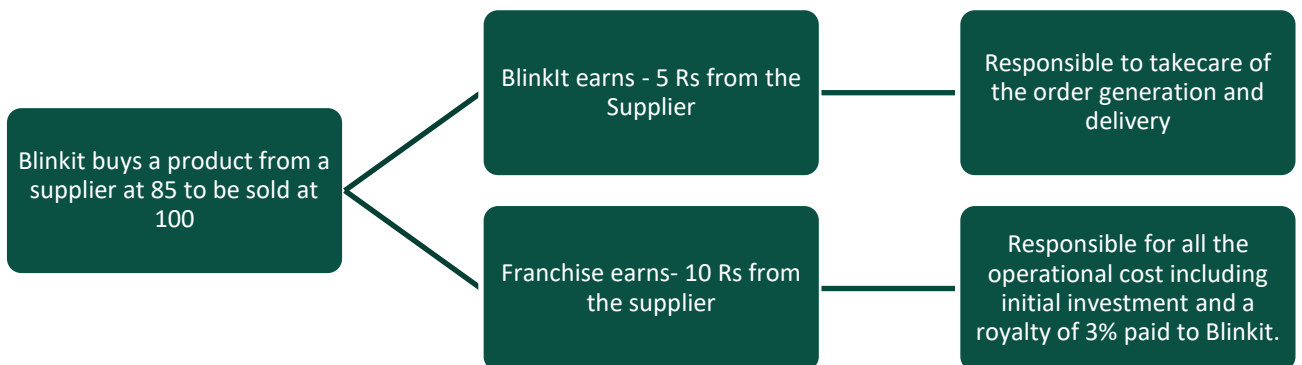 Blinkit buys a product from a
supplier at 85 to be sold at
100
BlinkIt earns - 5 Rs from the
Supplier
Responsible to takecare of
the order generation and
delivery
Franchise earns- 10 Rs from
the supplier
Responsible for all the
operational cost including
initial investment and a
royalty of 3% paid to Blinkit.